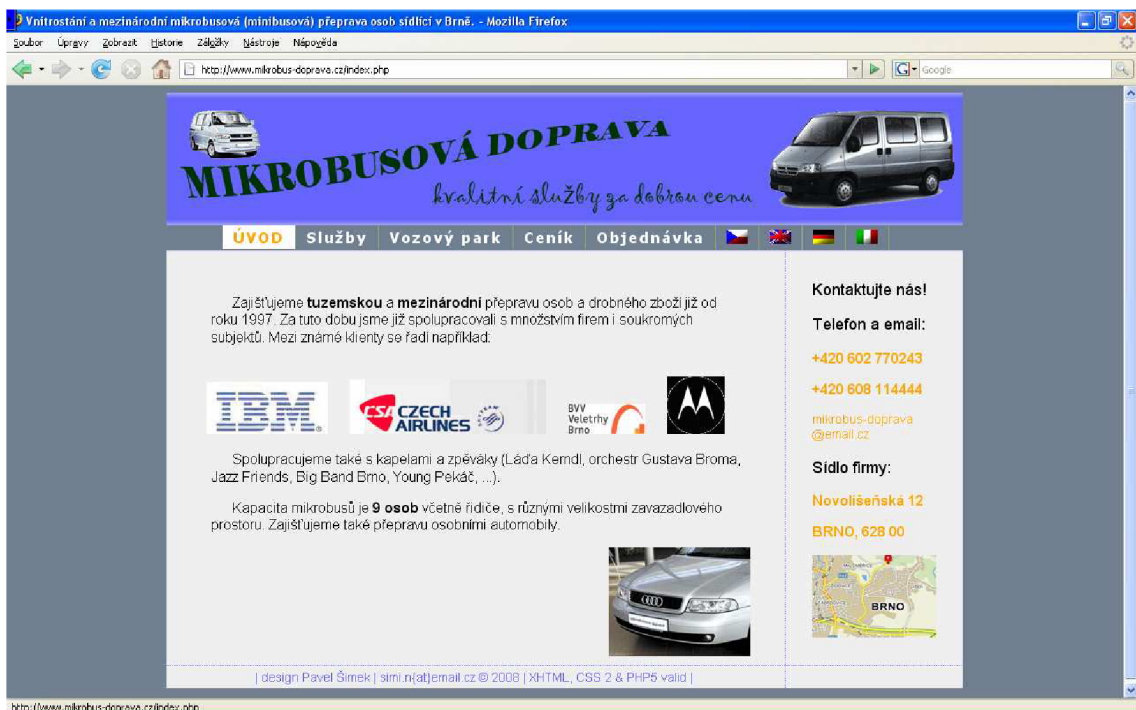 Vnitrostání a mezinárodní mikrobusová (minibusová) přeprava osob sídlící v Brně. - Mozilla Firefox
Soubor Úpravy Zobrazit Historie Záložky Nástroje Nápověda
http://www.mikrobus-doprava.cz/index.php
G Google
MIKROBUSOVÁ DOPRAVA
kvalitní služby za dobrou cenu
ÚVOD Služby Vozový park Ceník Objednávka
Zajišťujeme tuzemskou a mezinárodní přepravu osob a drobného zboží již od
roku 1997. Za tuto dobu jsme již spolupracovali s množstvím firem i soukromých
subjektů. Mezi známé klienty se řadí například:
IBM
CSA CZECH
AIRLINES
BVV
Veletrhy
Brno
Spolupracujeme také s kapelami a zpěváky (Láďa Kerndl, orchestr Gustava Broma,
Jazz Friends, Big Band Brno, Young Pekáč, ...).
Kapacita mikrobusů je 9 osob včetně řidiče, s různými velikostmi zavazadlového
prostoru. Zajišťujeme také přepravu osobními automobily.
Kontaktujte nás!
Telefon a email:
+420 602 770243
+420 608 114444
mikrobus-doprava
@email.cz
Sídlo firmy:
Novolíšeňská 12
BRNO, 628 00
BRNO
| design Pavel Šimek | simi.n{at}email.cz © 2008 | XHTML, CSS 2 & PHP5 valid |
http://www.mikrobus-doprava.cz/index.php